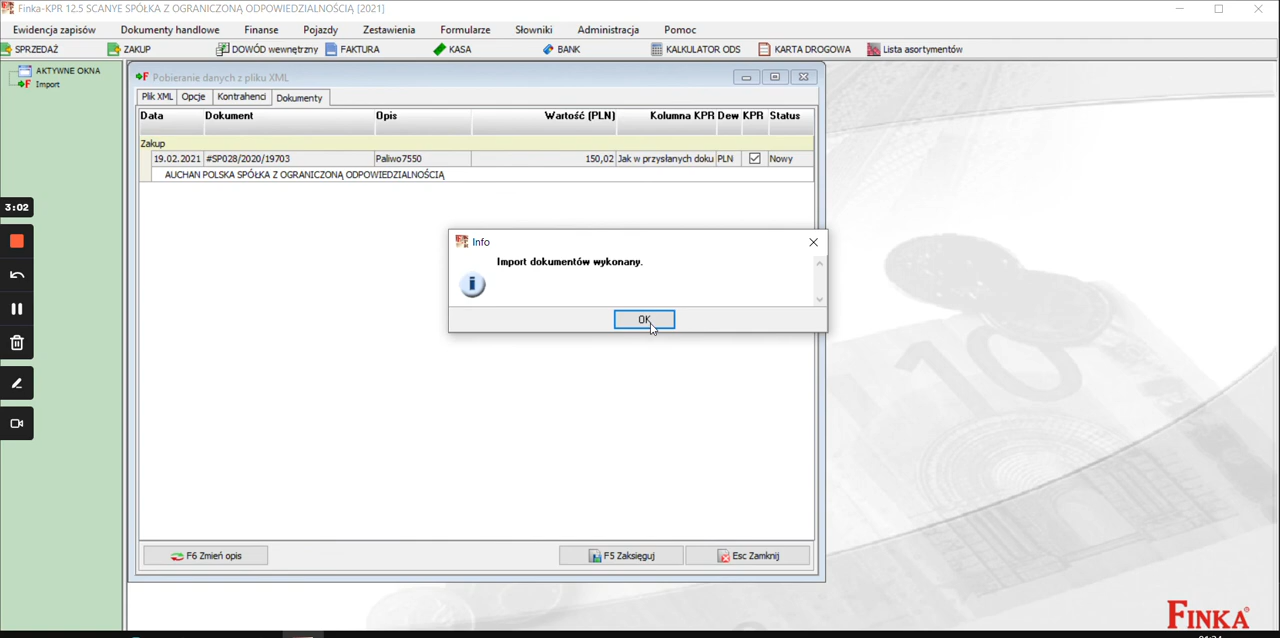 Finka-KPR 12.5 SCANYE SPÓŁKA Z OGRANICZONĄ ODPOWIEDZIALNOŚCIĄ [2021]
Ewidencja zapisów Dokumenty handlowe Finanse Pojazdy Zestawienia Formularze Słowniki Administracja Pomoc
SPRZEDAŻ ZAKUP DOWÓD wewnętrzny FAKTURA KASA BANK KALKULATOR ODS KARTA DROGOWA Lista asortymentów
AKTYWNE OKNA
Import
Pobieranie danych z pliku XML
Plik XML Opcje Kontrahenci Dokumenty
Data Dokument Opis Wartość (PLN) Kolumna KPR Dew KPR Status
Zakup
19.02.2021 #SP028/2020/19703 Paliwo7550 150,02 Jak w przysłanych doku PLN Nowy
AUCHAN POLSKA SPÓŁKA Z OGRANICZONĄ ODPOWIEDZIALNOŚCIĄ
3:02
Info
Import dokumentów wykonany.
OK
F6 Zmień opis F5 Zaksięguj Esc Zamknij
10
FINKA®